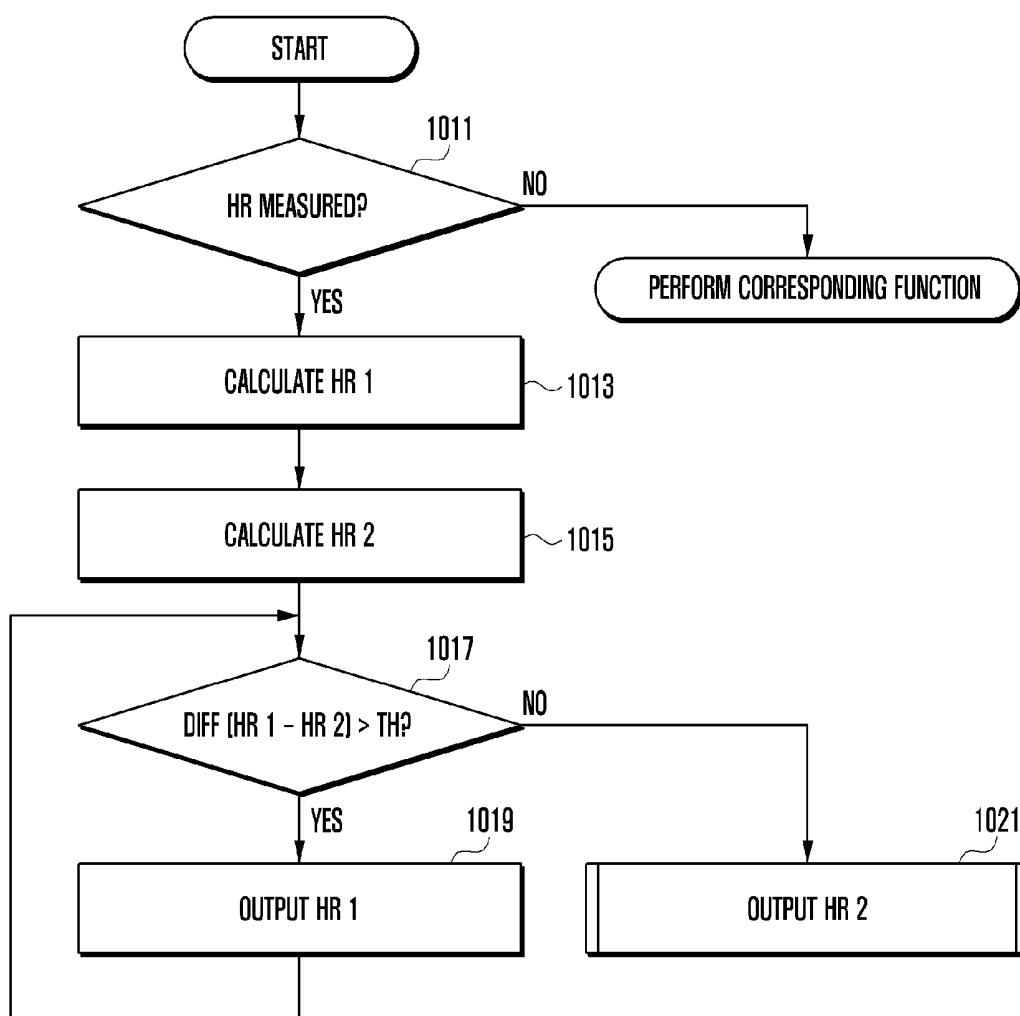 START
1011
HR MEASURED?
NO
PERFORM CORRESPONDING FUNCTION
YES
CALCULATE HR 1
1013
CALCULATE HR 2
1015
1017
DIFF (HR 1 – HR 2) > TH?
NO
YES
1019
OUTPUT HR 1
1021
OUTPUT HR 2